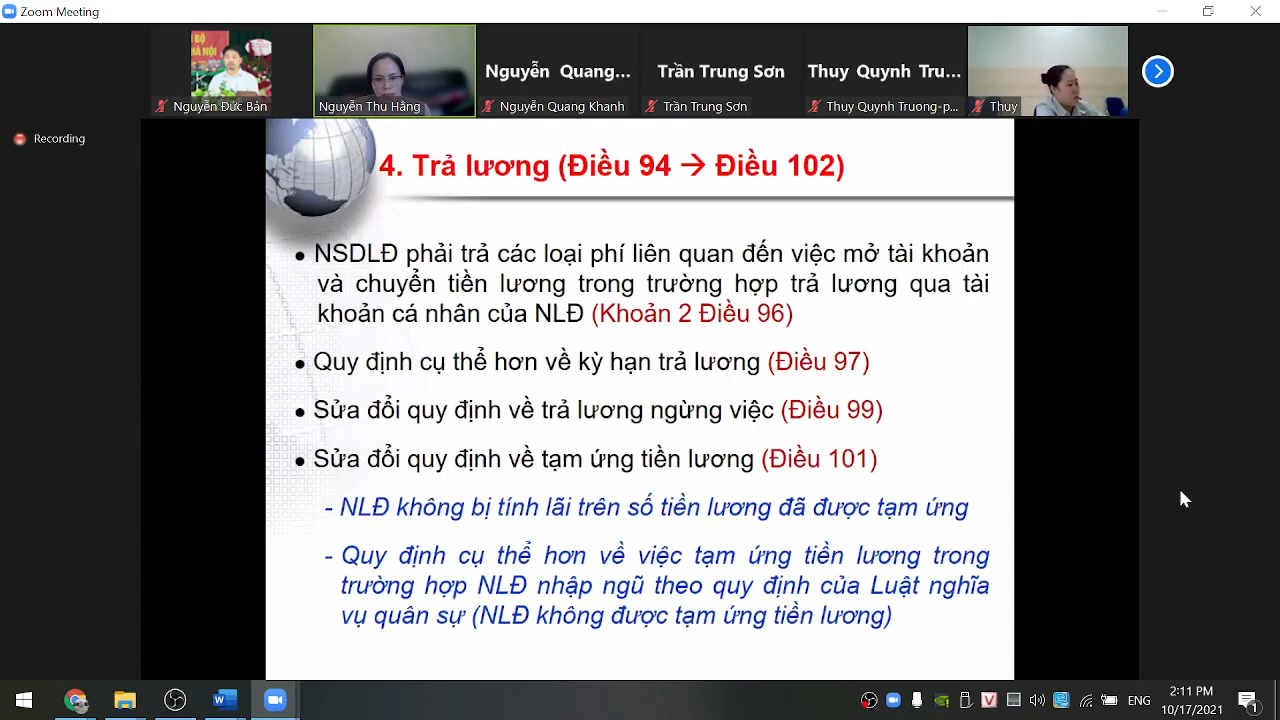 Zoom Meeting
BỘ
HÀ NỘI
Nguyễn Quang...
Trần Trung Sơn
Thuy Quynh Tru...
Nguyễn Đức Bản
Nguyễn Thu Hằng
Nguyễn Quang Khanh
Trần Trung Sơn
Thuy Quynh Truong-p...
Thuy
Recording
4. Trả lương (Điều 94 → Điều 102)
• NSDLĐ phải trả các loại phí liên quan đến việc mở tài khoản
và chuyển tiền lương trong trường hợp trả lương qua tài
khoản cá nhân của NLĐ (Khoản 2 Điều 96)
• Quy định cụ thể hơn về kỳ hạn trả lương (Điều 97)
• Sửa đổi quy định về trả lương ngừng việc (Điều 99)
• Sửa đổi quy định về tạm ứng tiền lương (Điều 101)
- NLĐ không bị tính lãi trên số tiền lương đã được tạm ứng
- Quy định cụ thể hơn về việc tạm ứng tiền lương trong
trường hợp NLĐ nhập ngũ theo quy định của Luật nghĩa
vụ quân sự (NLĐ không được tạm ứng tiền lương)
ENG
2:11 PM
10/17/2021
1